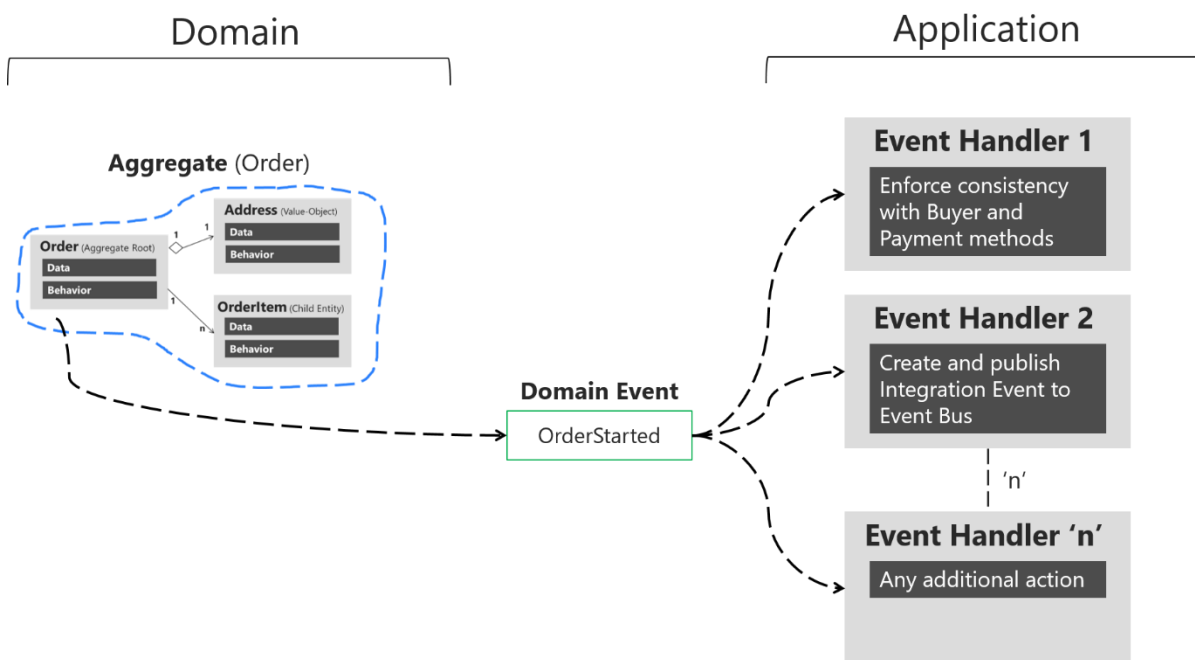 Domain
Application
Aggregate (Order)
Address (Value-Object)
Data
Behavior
1
1
Order (Aggregate Root)
Data
Behavior
1
n
OrderItem (Child Entity)
Data
Behavior
Domain Event
OrderStarted
Event Handler 1
Enforce consistency
with Buyer and
Payment methods
Event Handler 2
Create and publish
Integration Event to
Event Bus
‘n’
Event Handler ‘n’
Any additional action